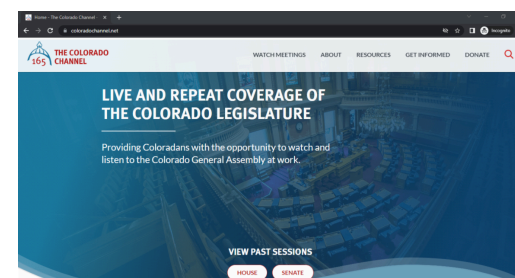 Home - The Colorado Channel
coloradochannel.net
Incognito
165
THE COLORADO
CHANNEL
WATCH MEETINGS ABOUT RESOURCES GET INFORMED DONATE
LIVE AND REPEAT COVERAGE OF
THE COLORADO LEGISLATURE
Providing Coloradans with the opportunity to watch and
listen to the Colorado General Assembly at work.
VIEW PAST SESSIONS
HOUSE SENATE